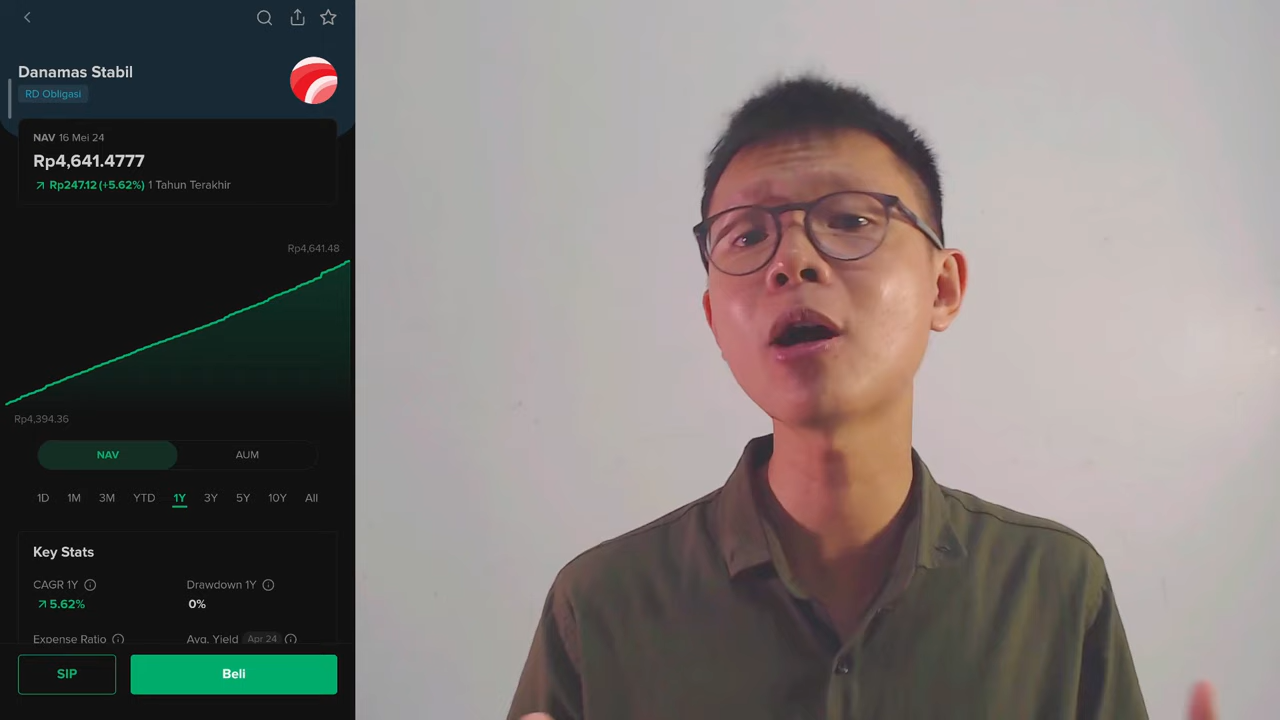 Danamas Stabil
RD Obligasi
NAV 16 Mei 24
Rp4,641.4777
Rp247.12 (+5.62%) 1 Tahun Terakhir
Rp4,641.48
Rp4,394.36
NAV AUM
1D 1M 3M YTD 1Y 3Y 5Y 10Y All
Key Stats
CAGR 1Y Drawdown 1Y
5.62% 0%
Expense Ratio Avg. Yield Apr 24
SIP Beli